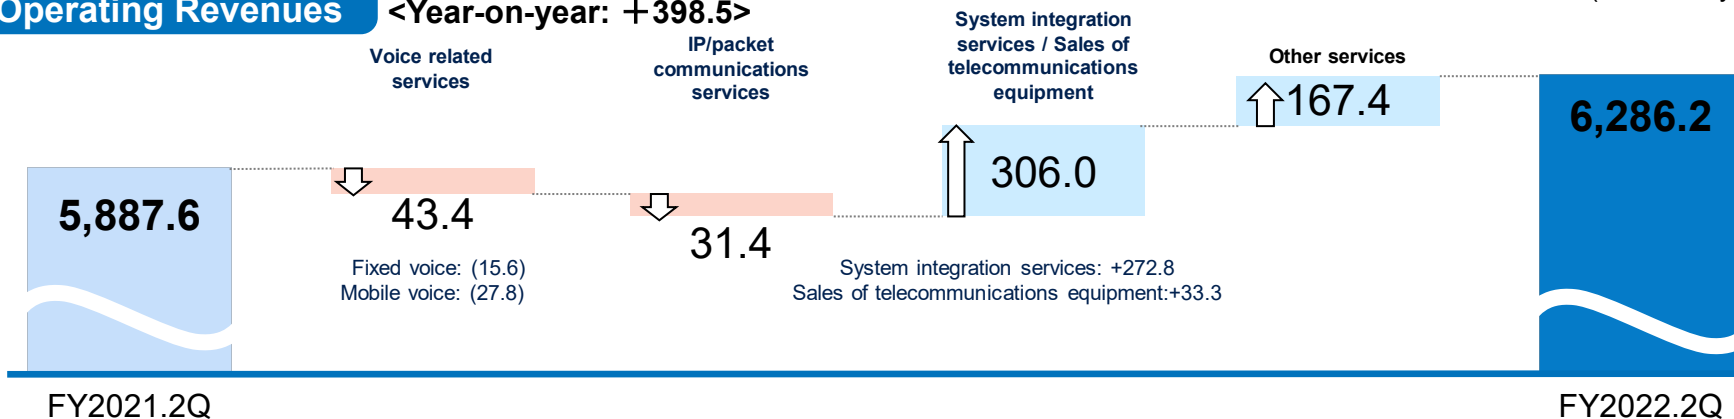 Operating Revenues
<Year-on-year: +398.5>
Voice related
services
IP/packet
communications
services
System integration
services / Sales of
telecommunications
equipment
Other services
5,887.6
43.4
31.4
306.0
167.4
6,286.2
Fixed voice: (15.6)
Mobile voice: (27.8)
System integration services: +272.8
Sales of telecommunications equipment:+33.3
FY2021.2Q
FY2022.2Q